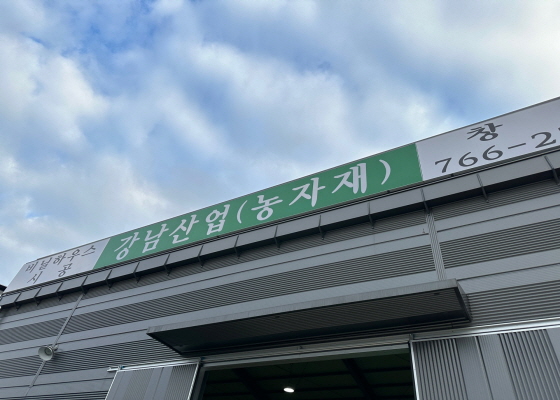 비닐하우스
시공
강남산업(농자재)
창
766-2